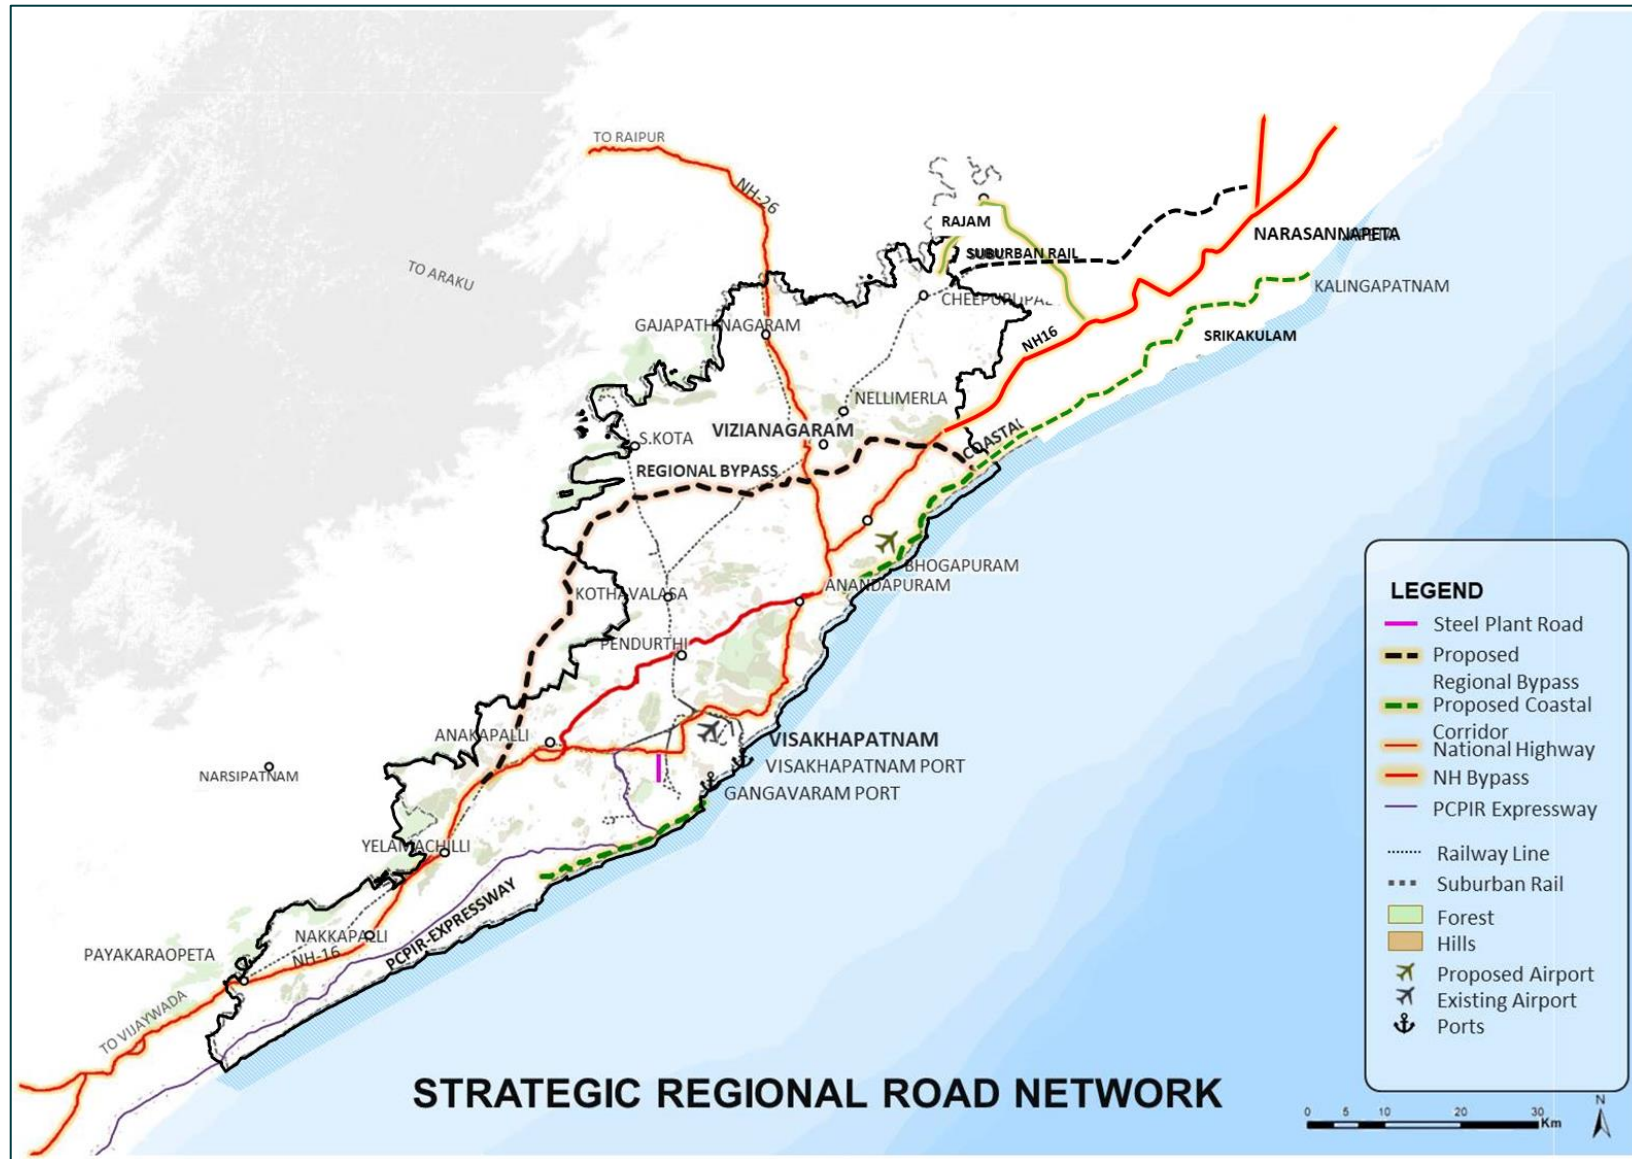 TO RAIPUR
NH-26
RAJAM
NARASANNAPETA
SUBURBAN RAIL
TO ARAKU
KALINGAPATNAM
CHEEPURUPAL
GAJAPATHINAGARAM
SRIKAKULAM
NH16
NELLIMERLA
VIZIANAGARAM
S.KOTA
COASTAL
REGIONAL BYPASS
BHOGAPURAM
ANANDAPURAM
KOTHAVALASA
PENDURTHI
ANAKAPALLI
VISAKHAPATNAM
VISAKHAPATNAM PORT
NARSIPATNAM
GANGAVARAM PORT
YELAMACHILLI
PCPIR-EXPRESSWAY
NAKKAPALLI
NH-16
PAYAKARAOPETA
TO VIJAYWADA
LEGEND
Steel Plant Road
Proposed
Regional Bypass
Proposed Coastal
Corridor
National Highway
NH Bypass
PCPIR Expressway
Railway Line
Suburban Rail
Forest
Hills
Proposed Airport
Existing Airport
Ports
STRATEGIC REGIONAL ROAD NETWORK
0 5 10 20 30
Km
N